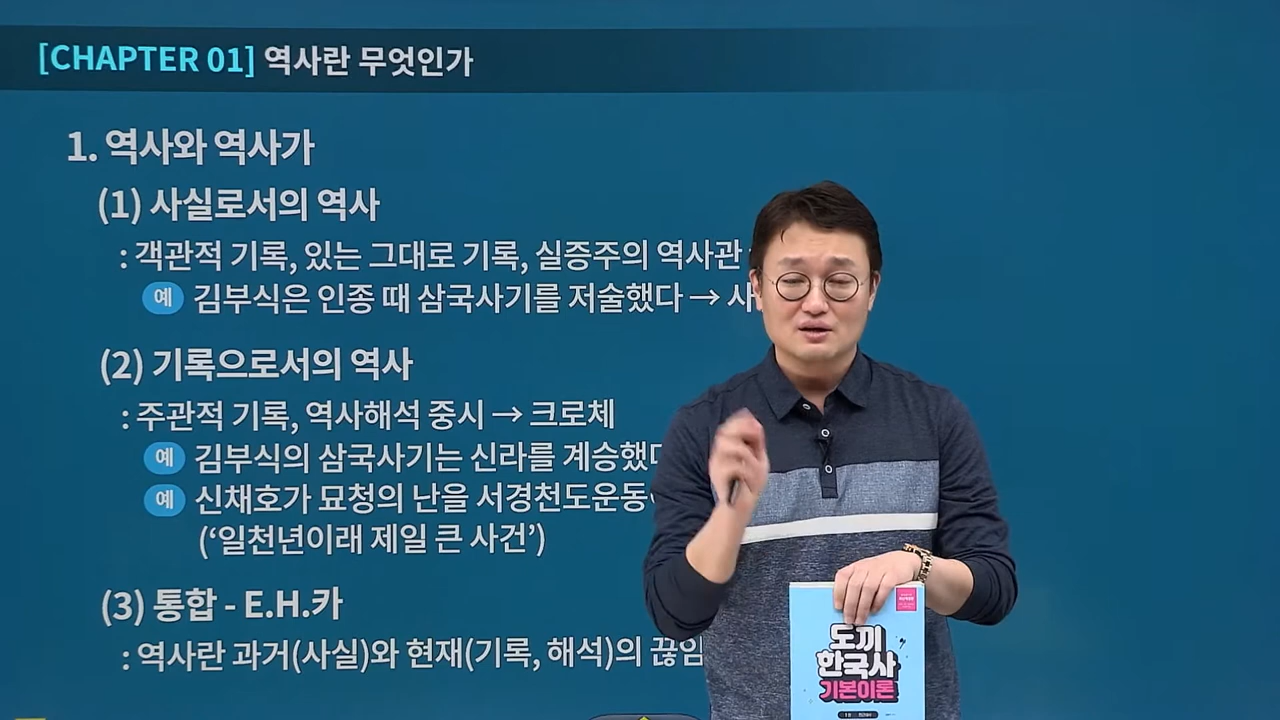 [CHAPTER 01] 역사란 무엇인가
1. 역사와 역사가
(1) 사실로서의 역사
: 객관적 기록, 있는 그대로 기록, 실증주의 역사관
예 김부식은 인종 때 삼국사기를 저술했다 → 사
(2) 기록으로서의 역사
: 주관적 기록, 역사해석 중시 → 크로체
예 김부식의 삼국사기는 신라를 계승했다
예 신채호가 묘청의 난을 서경천도운동
(‘일천년이래 제일 큰 사건’)
(3) 통합 - E.H.카
: 역사란 과거(사실)와 현재(기록, 해석)의 끊임
도끼
한국사
기본이론